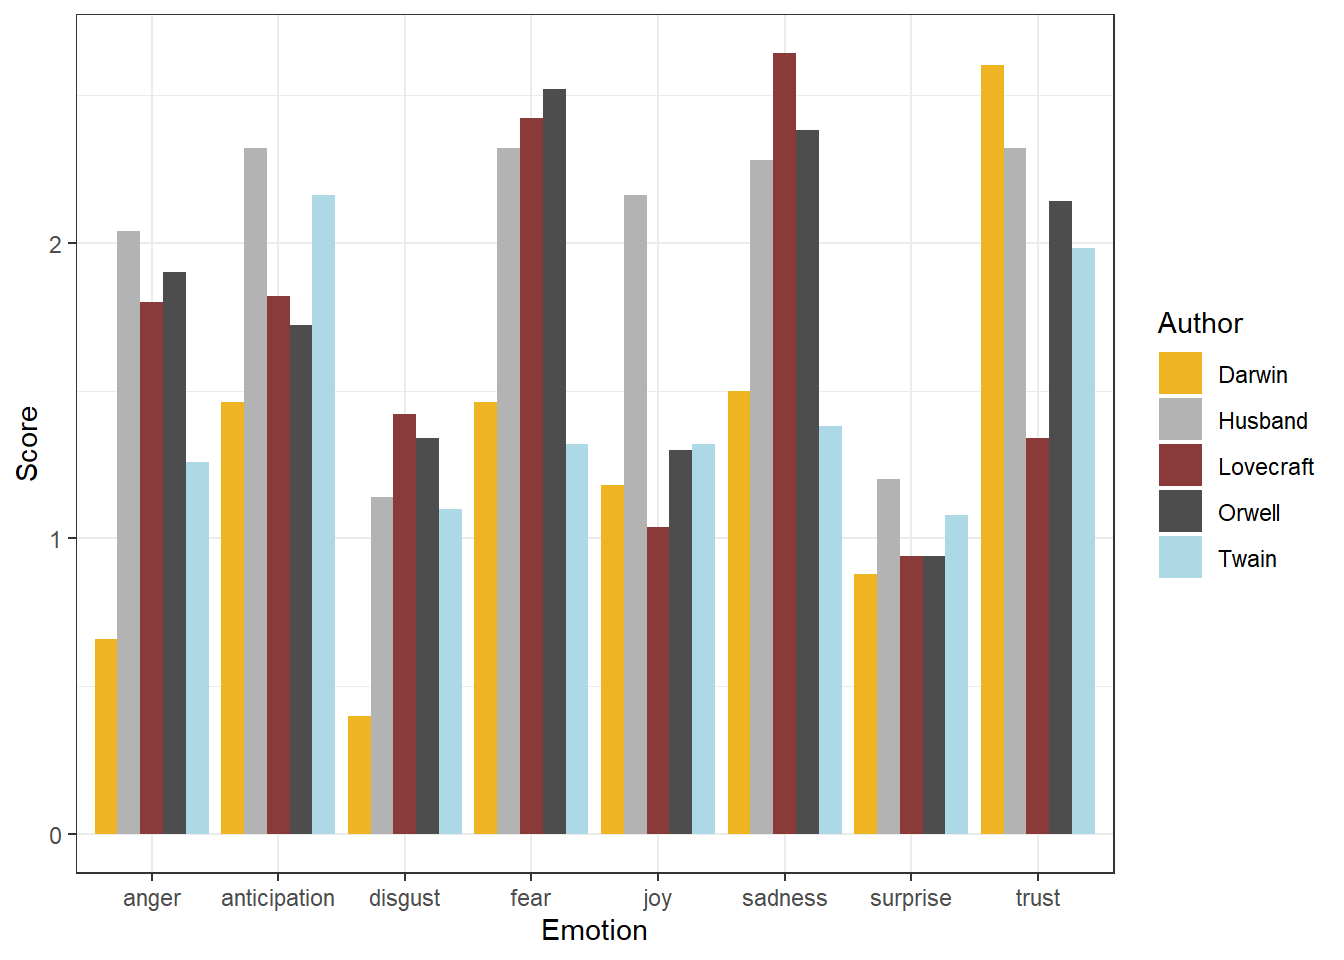 Score
2
1
0
anger anticipation disgust fear joy sadness surprise trust
Emotion
Author
Darwin
Husband
Lovecraft
Orwell
Twain